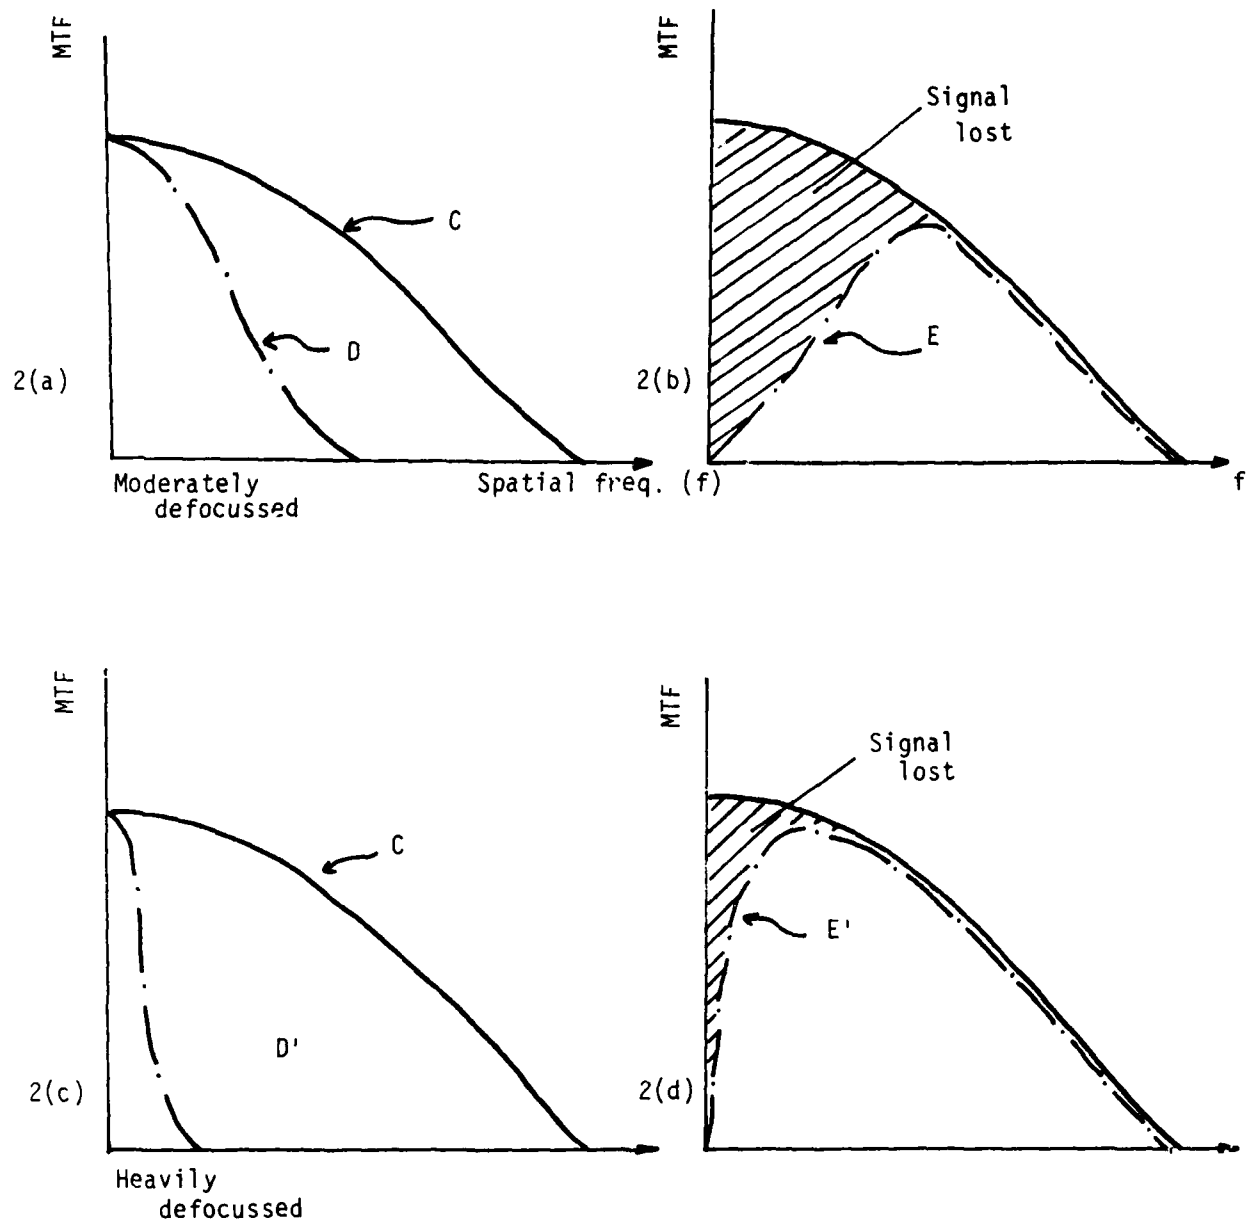 MTF
C
D
2(a)
Moderately
defocussed
Spatial freq. (f)
MTF
Signal
lost
E
2(b)
f
MTF
C
D'
2(c)
Heavily
defocussed
MTF
Signal
lost
E'
2(d)